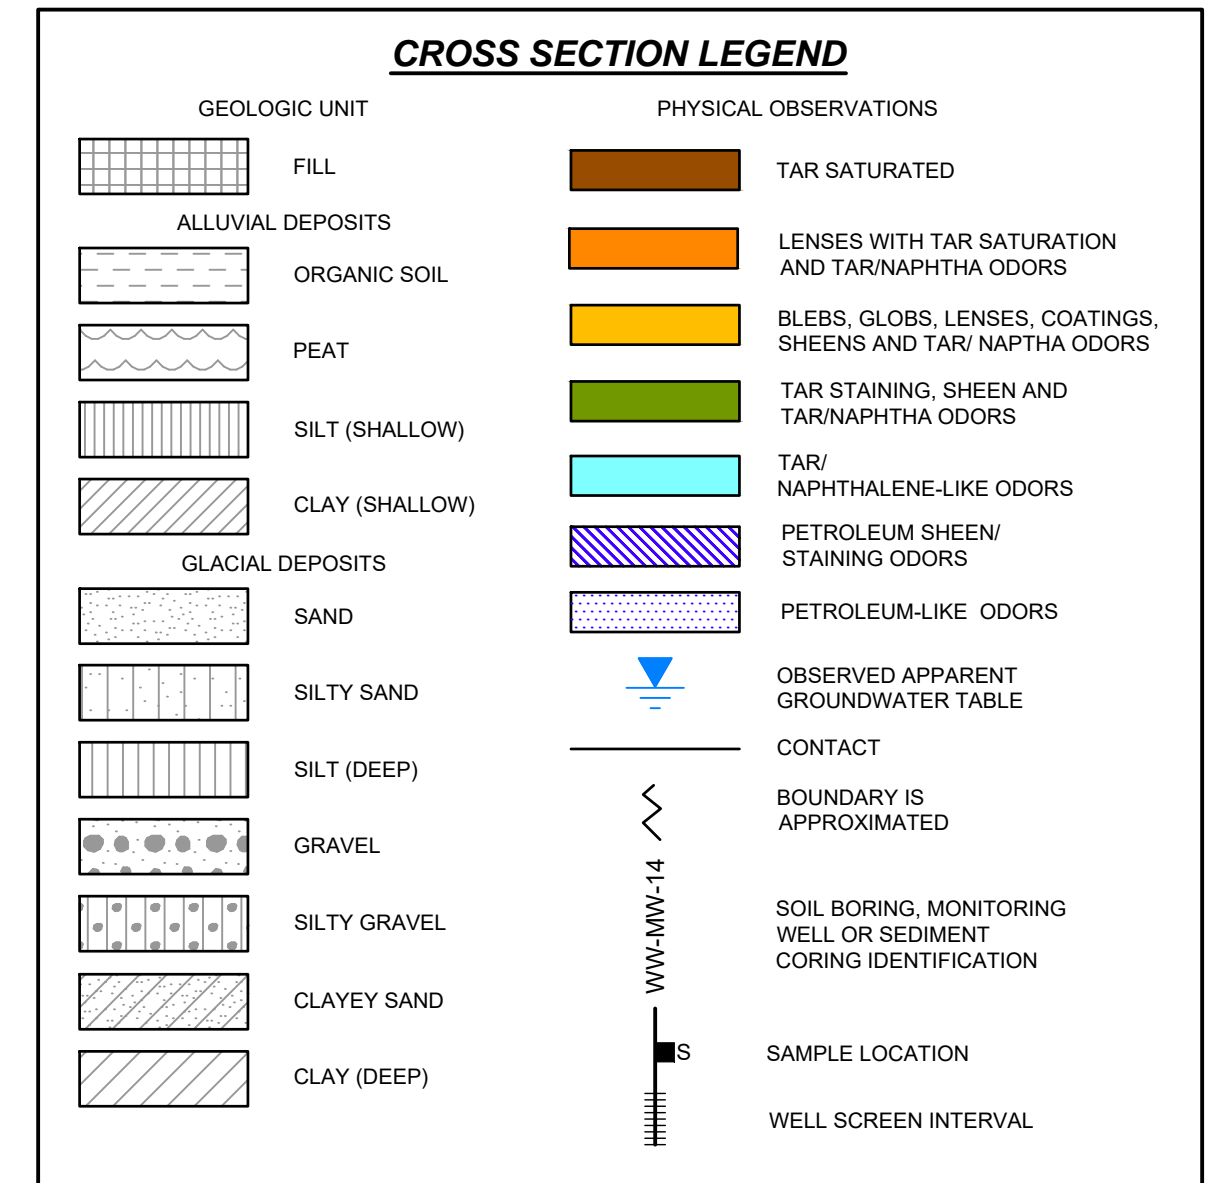 CROSS SECTION LEGEND
GEOLOGIC UNIT
FILL
ALLUVIAL DEPOSITS
ORGANIC SOIL
PEAT
SILT (SHALLOW)
CLAY (SHALLOW)
GLACIAL DEPOSITS
SAND
SILTY SAND
SILT (DEEP)
GRAVEL
SILTY GRAVEL
CLAYEY SAND
CLAY (DEEP)
PHYSICAL OBSERVATIONS
TAR SATURATED
LENSES WITH TAR SATURATION
AND TAR/NAPHTHA ODORS
BLEBS, GLOBS, LENSES, COATINGS,
SHEENS AND TAR/ NAPTHA ODORS
TAR STAINING, SHEEN AND
TAR/NAPHTHA ODORS
TAR/
NAPHTHALENE-LIKE ODORS
PETROLEUM SHEEN/
STAINING ODORS
PETROLEUM-LIKE ODORS
OBSERVED APPARENT
GROUNDWATER TABLE
CONTACT
BOUNDARY IS
APPROXIMATED
WW-MW-14
SOIL BORING, MONITORING
WELL OR SEDIMENT
CORING IDENTIFICATION
S
SAMPLE LOCATION
WELL SCREEN INTERVAL